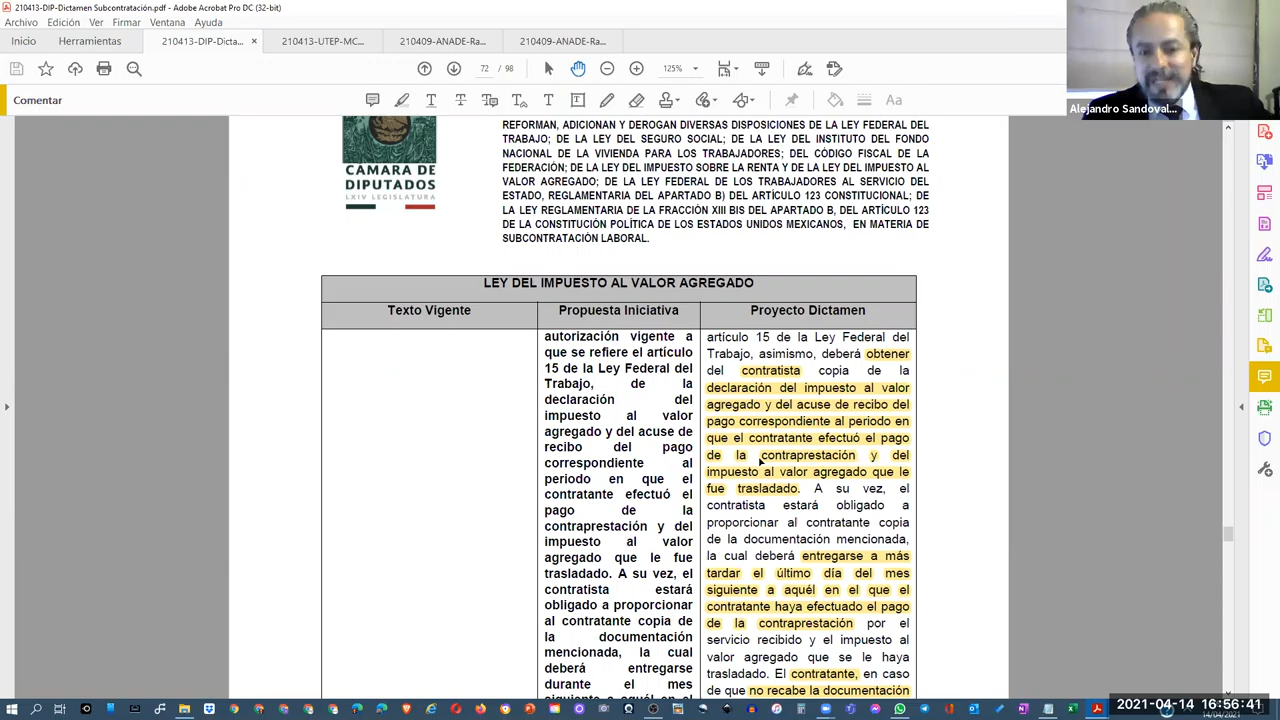 210413-DIP-Dictamen Subcontratación.pdf - Adobe Acrobat Pro DC (32-bit)
Archivo Edición Ver Firmar Ventana Ayuda
Inicio Herramientas 210413-DIP-Dicta... × 210413-UTEP-MC... 210409-ANADE-Ra... 210409-ANADE-Ra...
72 / 98 125%
Comentar
Alejandro Sandoval...
REFORMAN, ADICIONAN Y DEROGAN DIVERSAS DISPOSICIONES DE LA LEY FEDERAL DEL
TRABAJO; DE LA LEY DEL SEGURO SOCIAL; DE LA LEY DEL INSTITUTO DEL FONDO
NACIONAL DE LA VIVIENDA PARA LOS TRABAJADORES; DEL CÓDIGO FISCAL DE LA
FEDERACIÓN; DE LA LEY DEL IMPUESTO SOBRE LA RENTA Y DE LA LEY DEL IMPUESTO AL
VALOR AGREGADO; DE LA LEY FEDERAL DE LOS TRABAJADORES AL SERVICIO DEL
ESTADO, REGLAMENTARIA DEL APARTADO B) DEL ARTÍCULO 123 CONSTITUCIONAL; DE
LA LEY REGLAMENTARIA DE LA FRACCIÓN XIII BIS DEL APARTADO B, DEL ARTÍCULO 123
DE LA CONSTITUCIÓN POLÍTICA DE LOS ESTADOS UNIDOS MEXICANOS, EN MATERIA DE
SUBCONTRATACIÓN LABORAL.
CÁMARA DE
DIPUTADOS
LXIV LEGISLATURA
LEY DEL IMPUESTO AL VALOR AGREGADO
Texto Vigente Propuesta Iniciativa Proyecto Dictamen
autorización vigente a
que se refiere el artículo
15 de la Ley Federal del
Trabajo, de la
declaración del
impuesto al valor
agregado y del acuse de
recibo del pago
correspondiente al
periodo en que el
contratante efectuó el
pago de la
contraprestación y del
impuesto al valor
agregado que le fue
trasladado. A su vez, el
contratista estará
obligado a proporcionar
al contratante copia de
la documentación
mencionada, la cual
deberá entregarse
durante el mes
siguiente a aquél en el
artículo 15 de la Ley Federal del
Trabajo, asimismo, deberá obtener
del contratista copia de la
declaración del impuesto al valor
agregado y del acuse de recibo del
pago correspondiente al periodo en
que el contratante efectuó el pago
de la contraprestación y del
impuesto al valor agregado que le
fue trasladado. A su vez, el
contratista estará obligado a
proporcionar al contratante copia
de la documentación mencionada,
la cual deberá entregarse a más
tardar el último día del mes
siguiente a aquél en el que el
contratante haya efectuado el pago
de la contraprestación por el
servicio recibido y el impuesto al
valor agregado que se le haya
trasladado. El contratante, en caso
de que no recabe la documentación
2021-04-14 16:56:41
14/04/2021